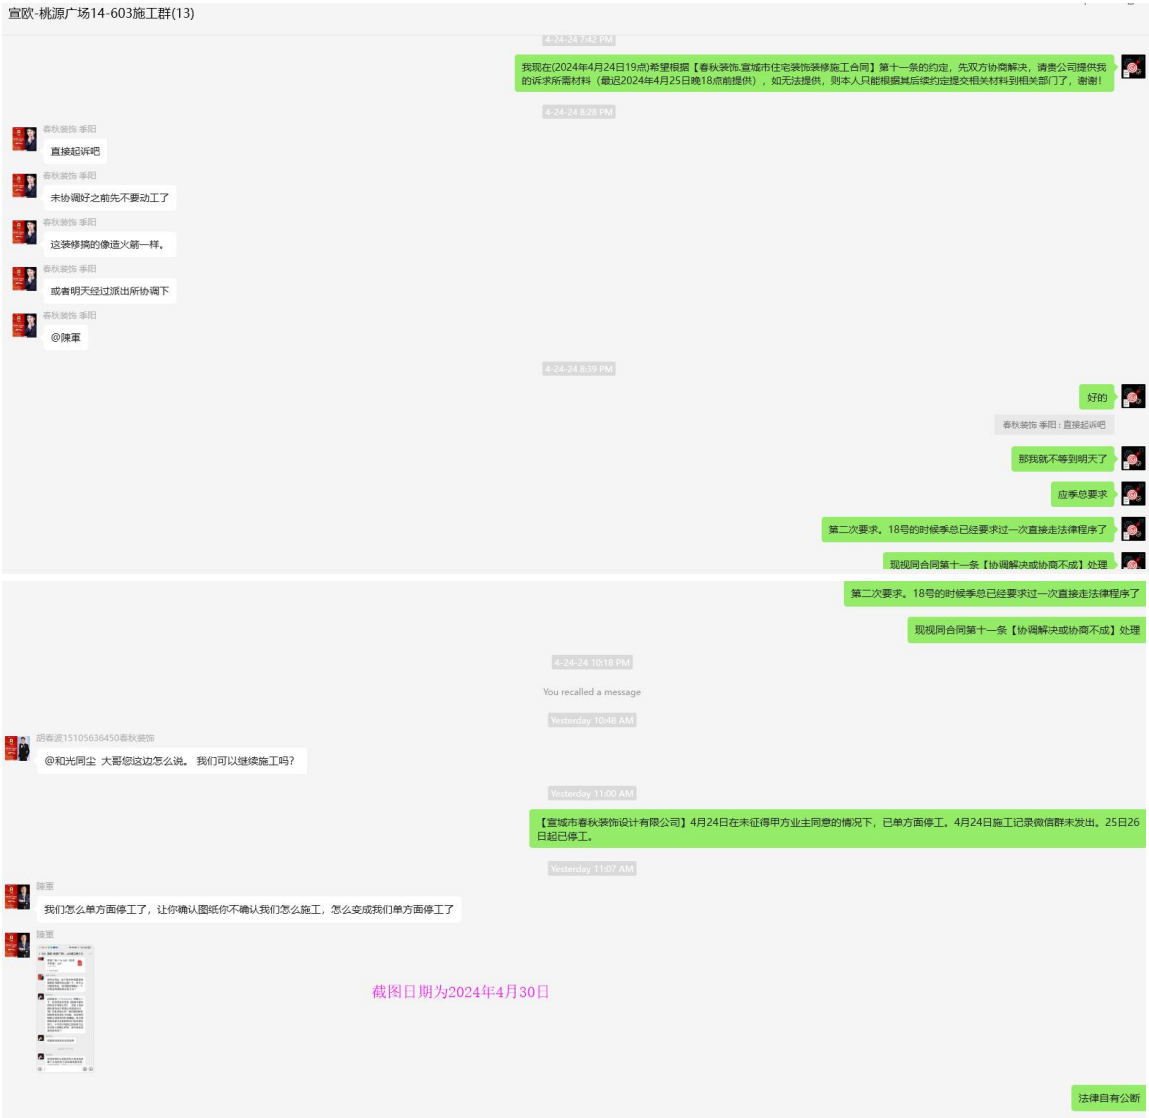 宣欧-桃源广场14-603施工群(13)
4-24-24 7:42 PM
我现在(2024年4月24日19点)希望根据【春秋装饰.宣城市住宅装饰装修施工合同】第十一条的约定，先双方协商解决，请贵公司提供我
的诉求所需材料（最迟2024年4月25日晚18点前提供），如无法提供，则本人只能根据其后续约定提交相关材料到相关部门了，谢谢！
4-24-24 8:28 PM
春秋装饰 季阳
直接起诉吧
春秋装饰 季阳
未协调好之前先不要动工了
春秋装饰 季阳
这装修搞的像造火箭一样。
春秋装饰 季阳
或者明天经过派出所协调下
春秋装饰 季阳
@陳軍
4-24-24 8:39 PM
好的
春秋装饰 季阳 : 直接起诉吧
那我就不等到明天了
应季总要求
第二次要求。18号的时候季总已经要求过一次直接走法律程序了
现视同合同第十一条【协调解决或协商不成】处理
第二次要求。18号的时候季总已经要求过一次直接走法律程序了
现视同合同第十一条【协调解决或协商不成】处理
4-24-24 10:18 PM
You recalled a message
Yesterday 10:48 AM
胡春波15105636450春秋装饰
@和光同尘 大哥您这边怎么说。 我们可以继续施工吗？
Yesterday 11:00 AM
【宣城市春秋装饰设计有限公司】4月24日在未征得甲方业主同意的情况下，已单方面停工。4月24日施工记录微信群未发出。25日26
日起已停工。
Yesterday 11:07 AM
陳軍
我们怎么单方面停工了，让你确认图纸你不确认我们怎么施工，怎么变成我们单方面停工了
陳軍
截图日期为2024年4月30日
法律自有公断